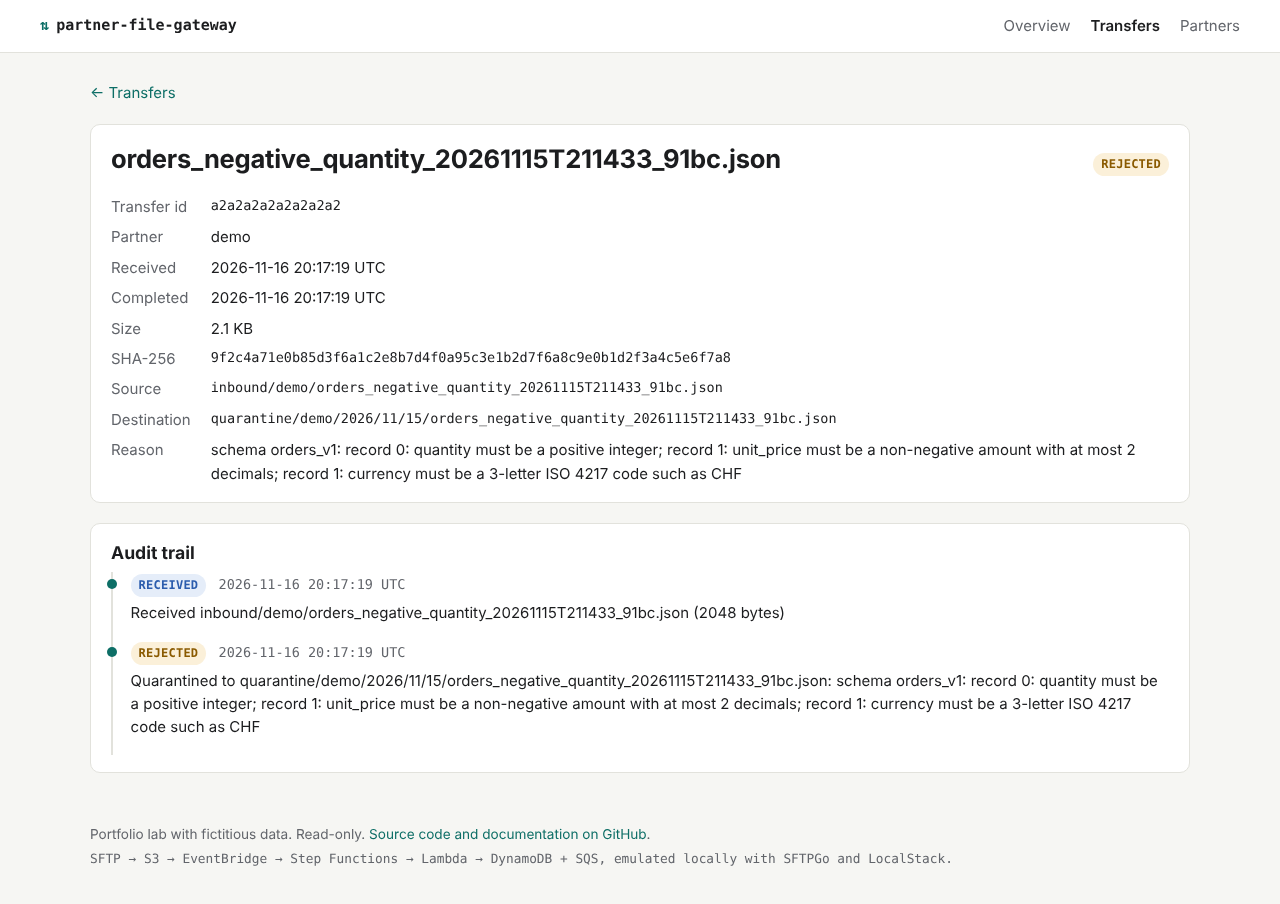 ⇅ partner-file-gateway
Overview Transfers Partners
← Transfers
orders_negative_quantity_20261115T211433_91bc.json
REJECTED
Transfer id a2a2a2a2a2a2a2a2
Partner demo
Received 2026-11-16 20:17:19 UTC
Completed 2026-11-16 20:17:19 UTC
Size 2.1 KB
SHA-256 9f2c4a71e0b85d3f6a1c2e8b7d4f0a95c3e1b2d7f6a8c9e0b1d2f3a4c5e6f7a8
Source inbound/demo/orders_negative_quantity_20261115T211433_91bc.json
Destination quarantine/demo/2026/11/15/orders_negative_quantity_20261115T211433_91bc.json
Reason schema orders_v1: record 0: quantity must be a positive integer; record 1: unit_price must be a non-negative amount with at most 2
decimals; record 1: currency must be a 3-letter ISO 4217 code such as CHF
Audit trail
RECEIVED 2026-11-16 20:17:19 UTC
Received inbound/demo/orders_negative_quantity_20261115T211433_91bc.json (2048 bytes)
REJECTED 2026-11-16 20:17:19 UTC
Quarantined to quarantine/demo/2026/11/15/orders_negative_quantity_20261115T211433_91bc.json: schema orders_v1: record 0: quantity must be
a positive integer; record 1: unit_price must be a non-negative amount with at most 2 decimals; record 1: currency must be a 3-letter ISO 4217
code such as CHF
Portfolio lab with fictitious data. Read-only. Source code and documentation on GitHub.
SFTP → S3 → EventBridge → Step Functions → Lambda → DynamoDB + SQS, emulated locally with SFTPGo and LocalStack.